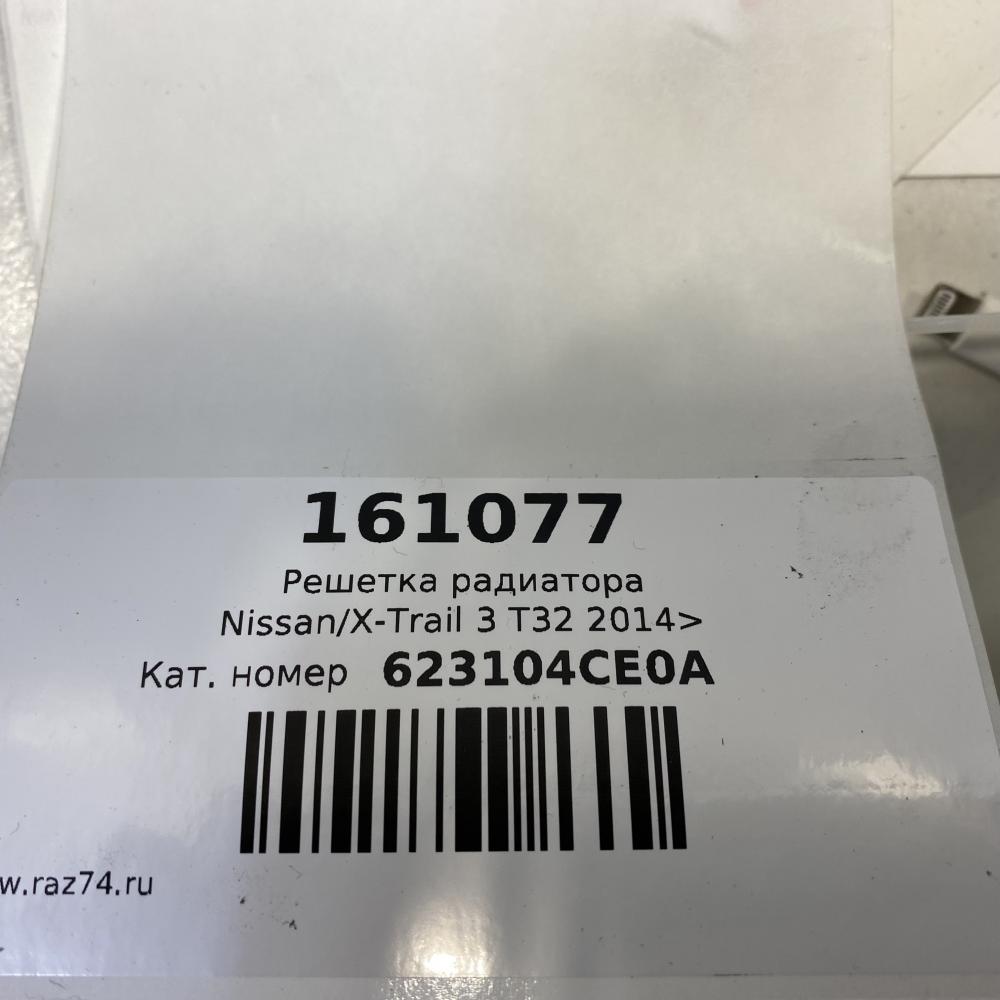 161077
Решетка радиатора
Nissan/X-Trail 3 T32 2014>
Кат. номер 623104CE0A
w.raz74.ru